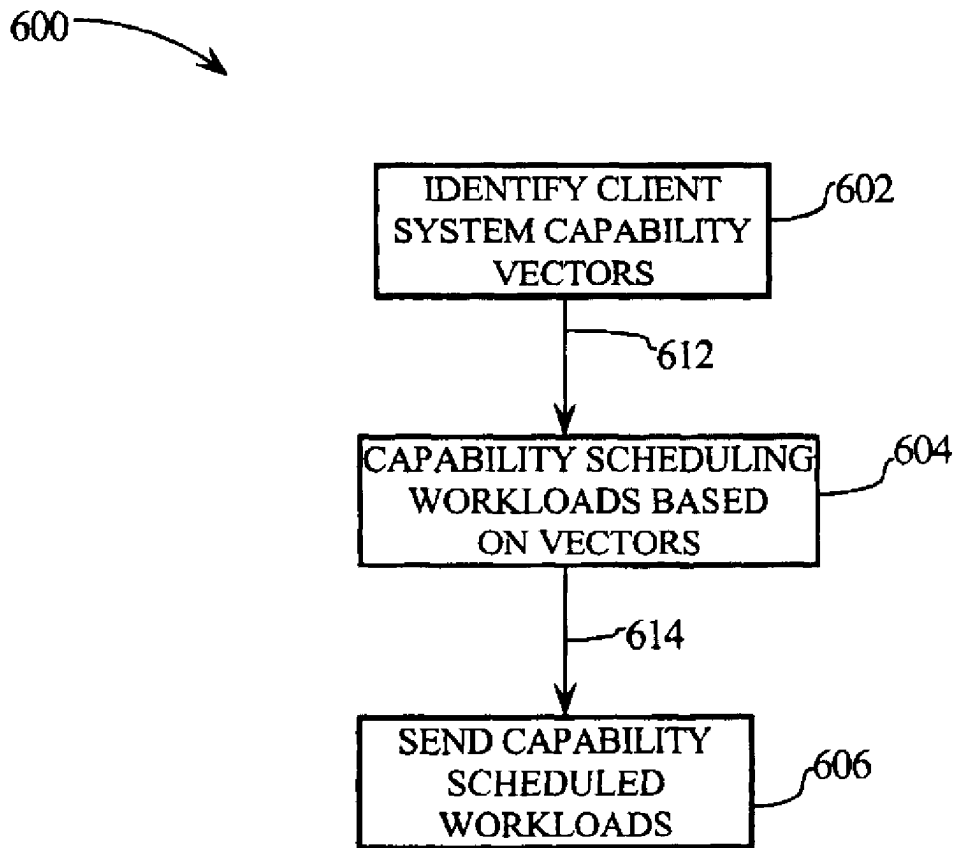 600
IDENTIFY CLIENT
SYSTEM CAPABILITY
VECTORS
602
612
CAPABILITY SCHEDULING
WORKLOADS BASED
ON VECTORS
604
614
SEND CAPABILITY
SCHEDULED
WORKLOADS
606